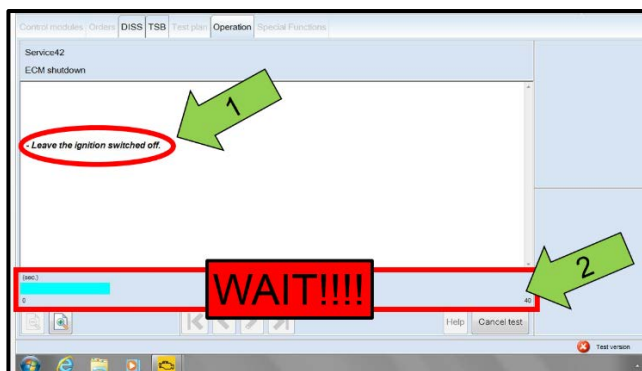 Control modules Orders DISS TSB Test plan Operation Special Functions
Service42
ECM shutdown
1
- Leave the ignition switched off.
2
(sec.)
WAIT!!!!
0 40
Help Cancel test
Test version